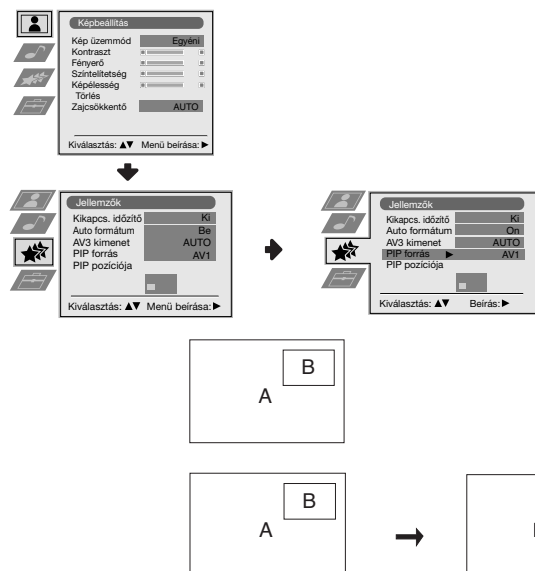 Képbeállítás
Kép üzemmód Egyéni
Kontraszt
Fényerő
Színtelítetség
Képélesség
Törlés
Zajcsökkentő AUTO
Kiválasztás: ▲▼ Menü beírása: ▶
Jellemzők
Kikapcs. időzítő Ki
Auto formátum Be
AV3 kimenet AUTO
PIP forrás AV1
PIP pozíciója
Kiválasztás: ▲▼ Menü beírása: ▶
Jellemzők
Kikapcs. időzítő Ki
Auto formátum On
AV3 kimenet AUTO
PIP forrás ▶ AV1
PIP pozíciója
Kiválasztás: ▲▼ Beírás: ▶
B
A
B
A